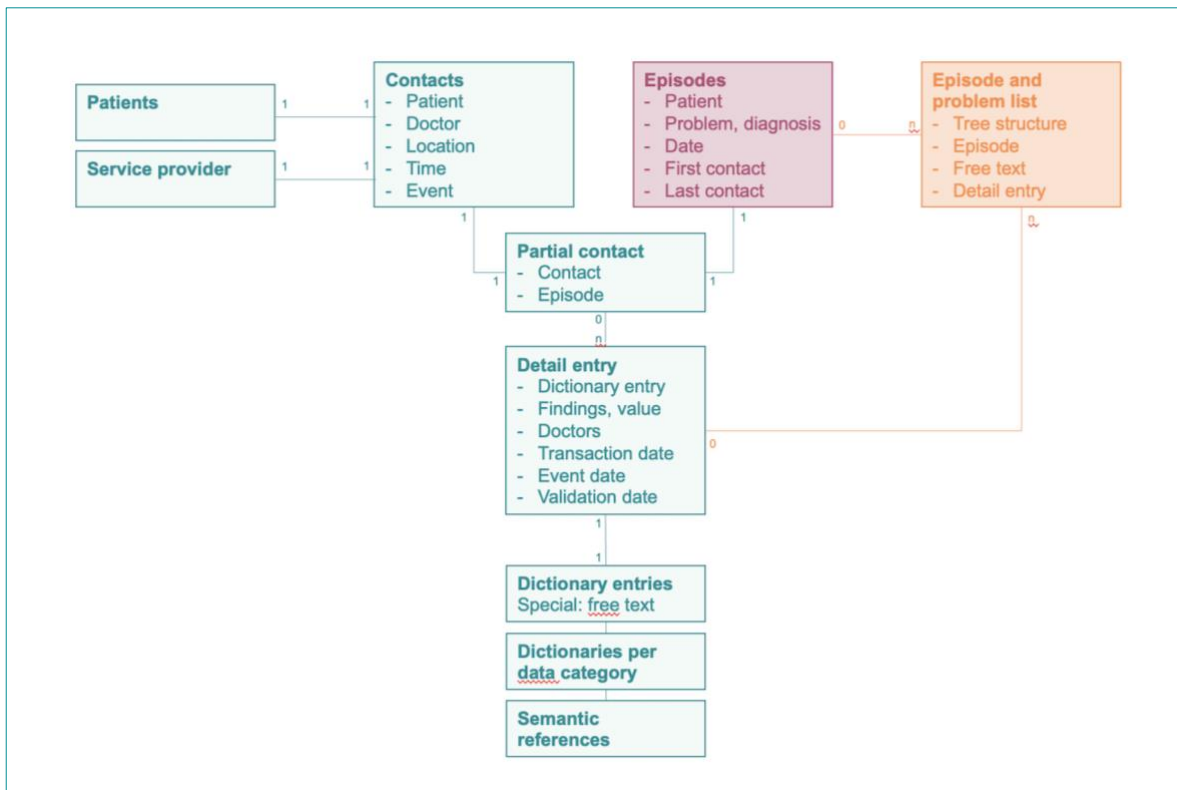 Patients
1
1
Service provider
1
1
Contacts
- Patient
- Doctor
- Location
- Time
- Event
1
1
Episodes
- Patient
- Problem, diagnosis
- Date
- First contact
- Last contact
0
n
1
1
Episode and
problem list
- Tree structure
- Episode
- Free text
- Detail entry
n
0
Partial contact
- Contact
- Episode
0
n
Detail entry
- Dictionary entry
- Findings, value
- Doctors
- Transaction date
- Event date
- Validation date
1
1
Dictionary entries
Special: free text
Dictionaries per
data category
Semantic
references